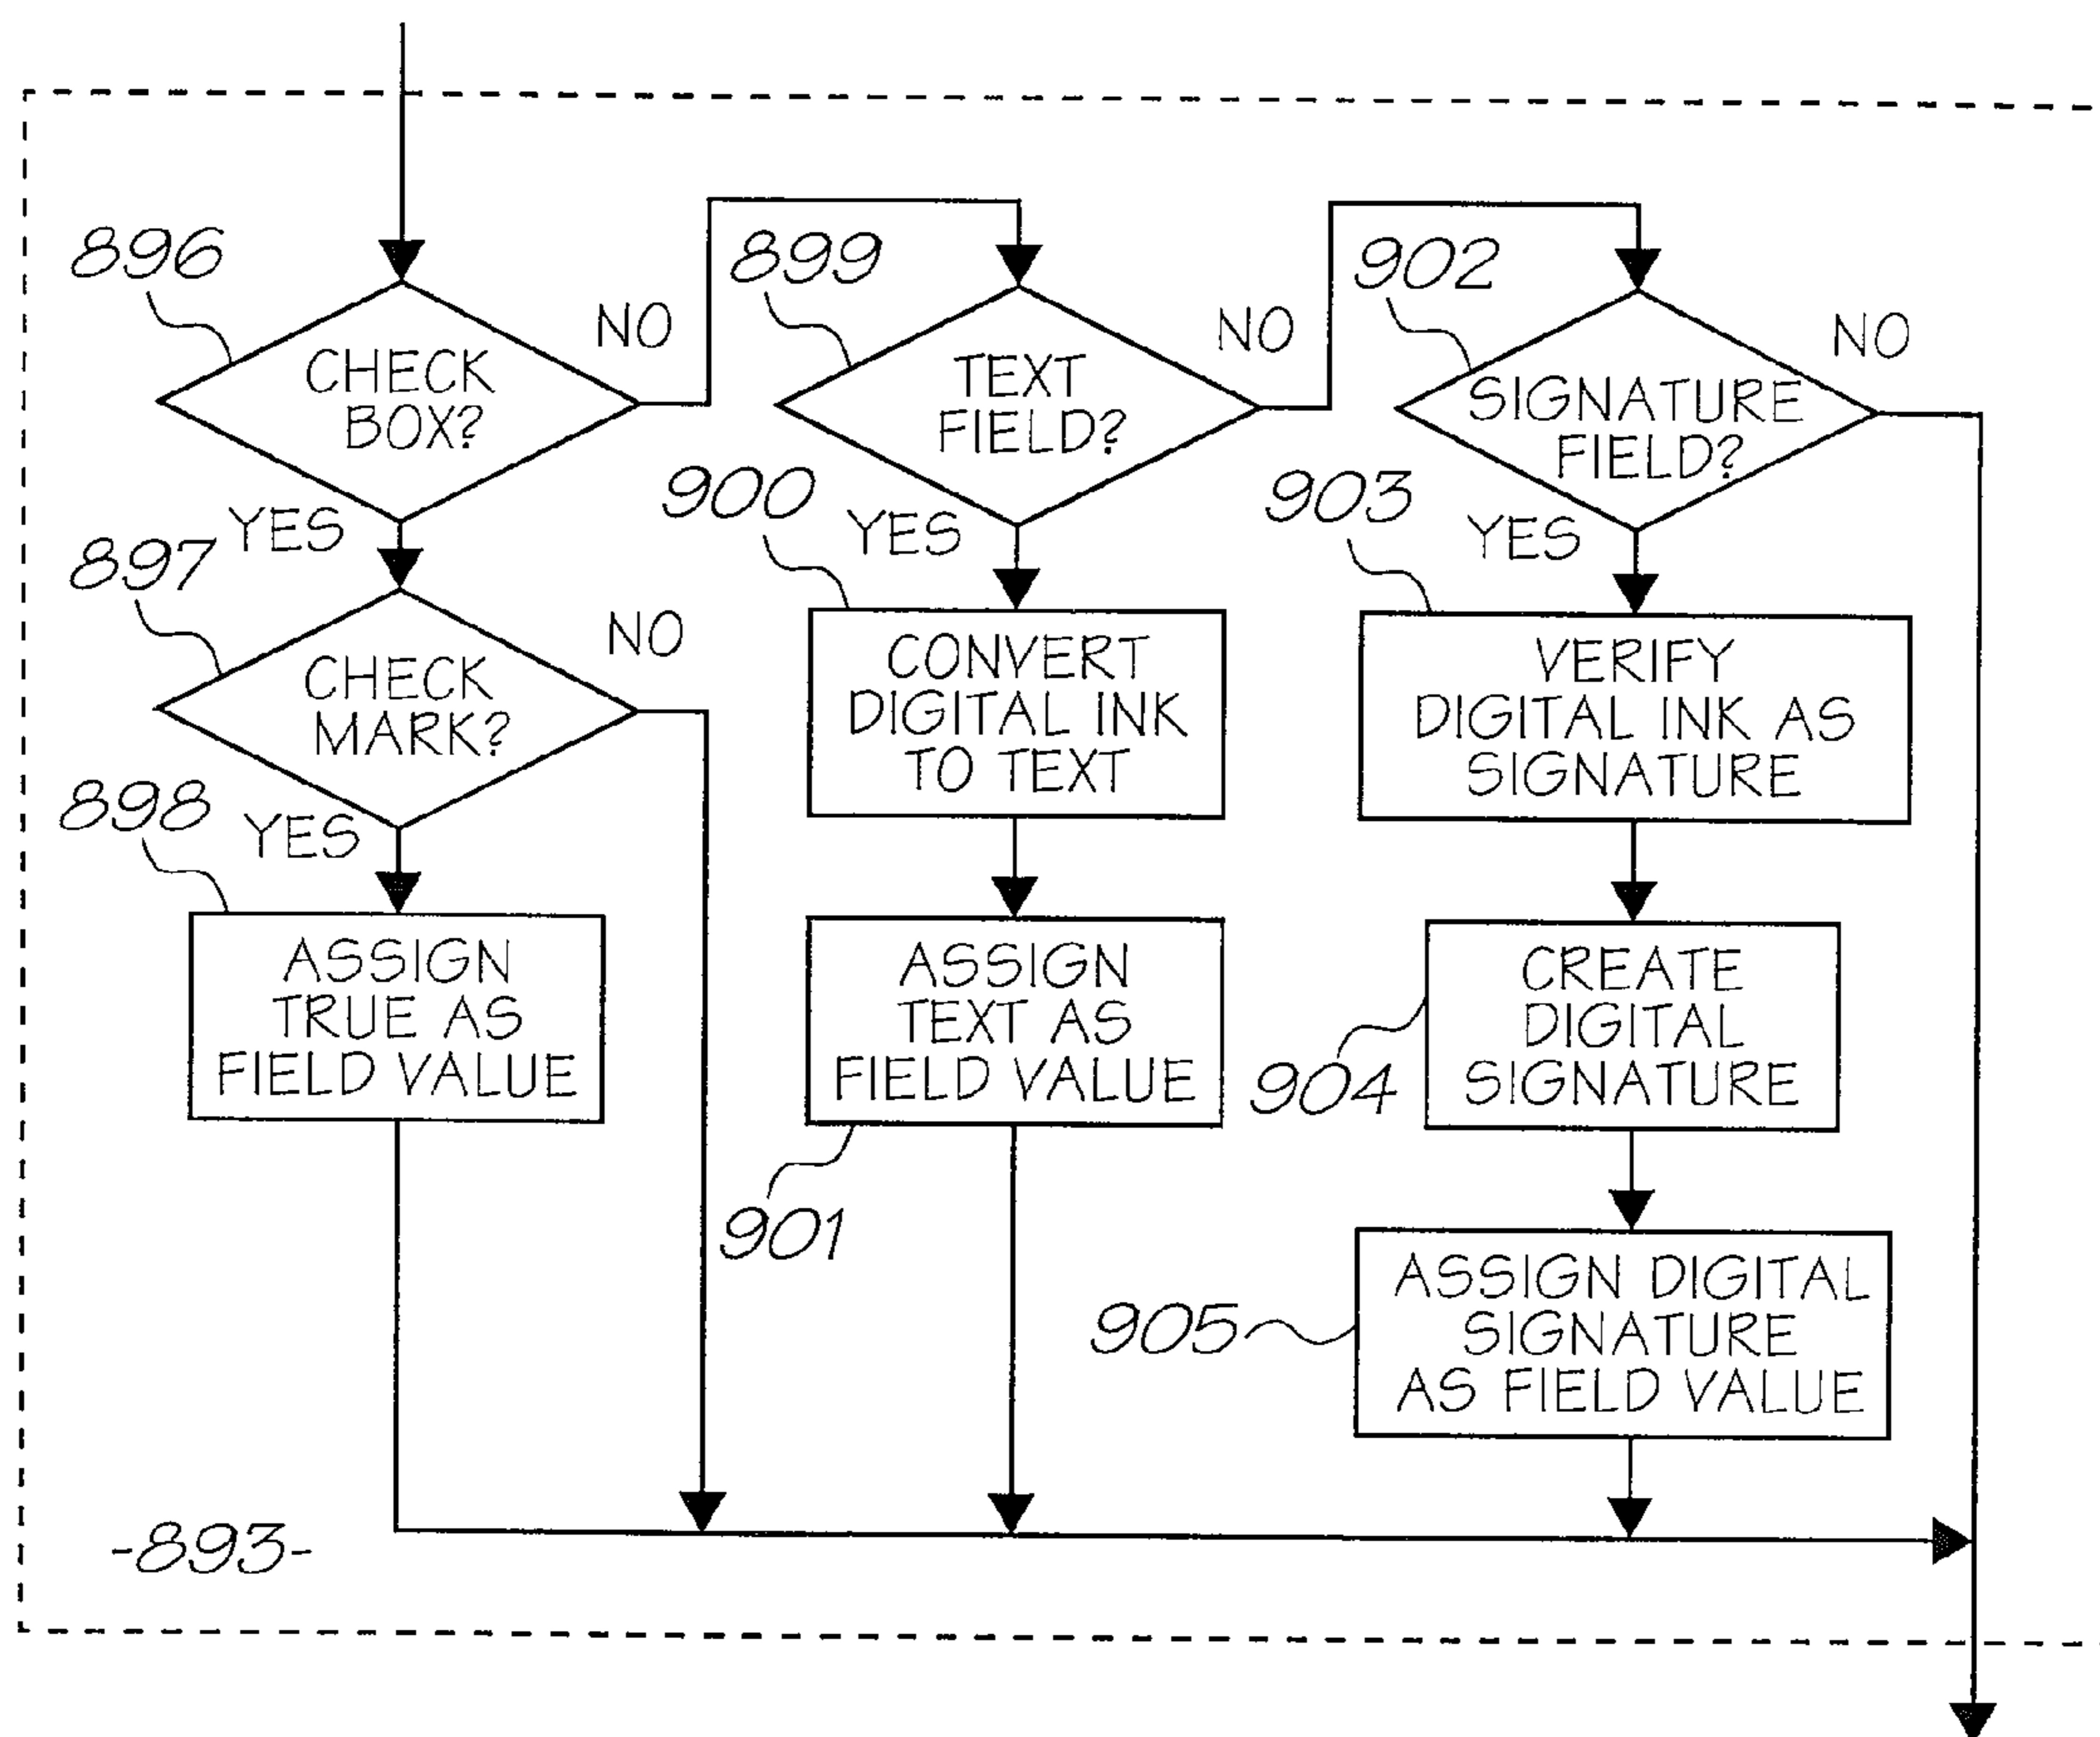 896
CHECK
BOX?
NO
YES
897
CHECK
MARK?
NO
YES
898
ASSIGN
TRUE AS
FIELD VALUE
899
TEXT
FIELD?
NO
YES
900
CONVERT
DIGITAL INK
TO TEXT
ASSIGN
TEXT AS
FIELD VALUE
901
902
SIGNATURE
FIELD?
NO
YES
903
VERIFY
DIGITAL INK AS
SIGNATURE
CREATE
DIGITAL
SIGNATURE
904
ASSIGN DIGITAL
SIGNATURE
AS FIELD VALUE
905
-893-